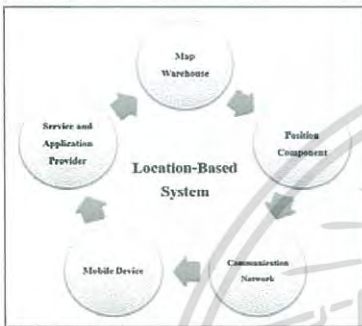 Map
Warehouse
Service and
Application
Provider
Position
Component
Location-Based
System
Mobile Device
Communication
Network